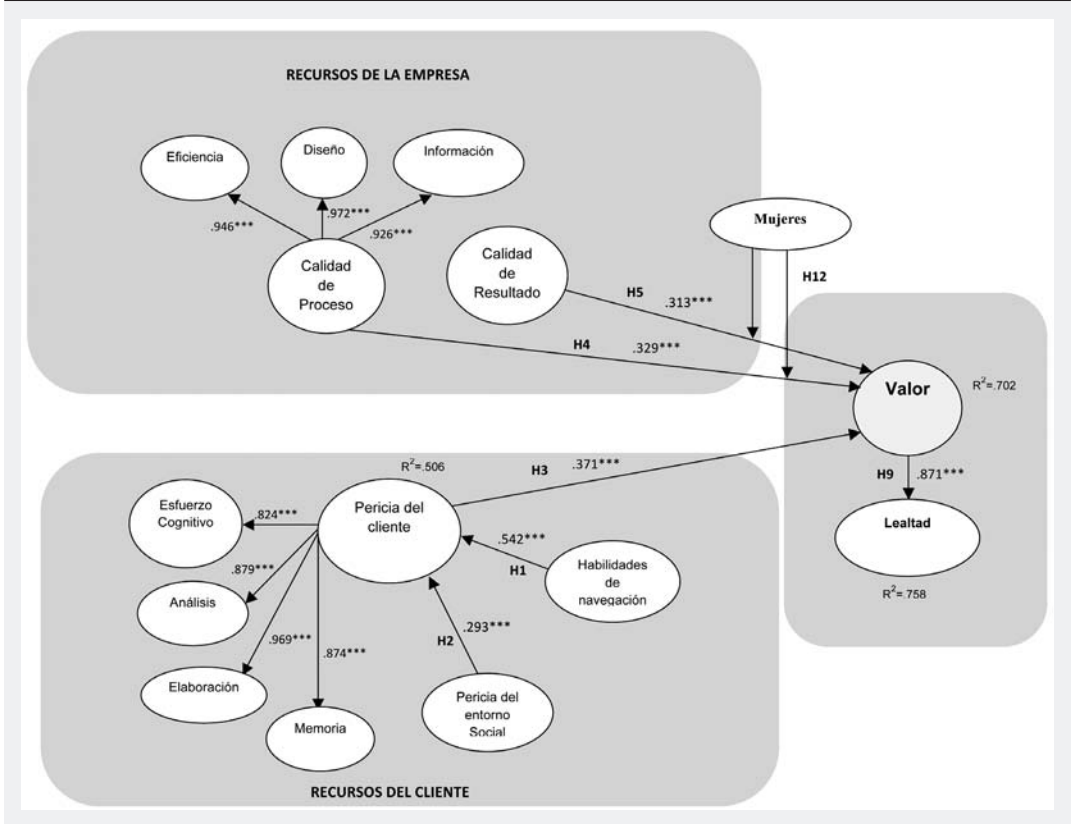 RECURSOS DE LA EMPRESA
Eficiencia
Diseño
Información
.946***
.972***
.926***
Calidad
de
Proceso
Calidad
de
Resultado
Mujeres
H12
H5
.313***
H4
.329***
Valor
R²=.702
H9
.871***
Lealtad
R²=.758
R²=.506
H3
.371***
Pericia del
cliente
Esfuerzo
Cognitivo
.824***
.879***
Análisis
.969***
.874***
Elaboración
Memoria
.542***
H1
Habilidades
de
navegación
H2
.293***
Pericia del
entorno
Social
RECURSOS DEL CLIENTE